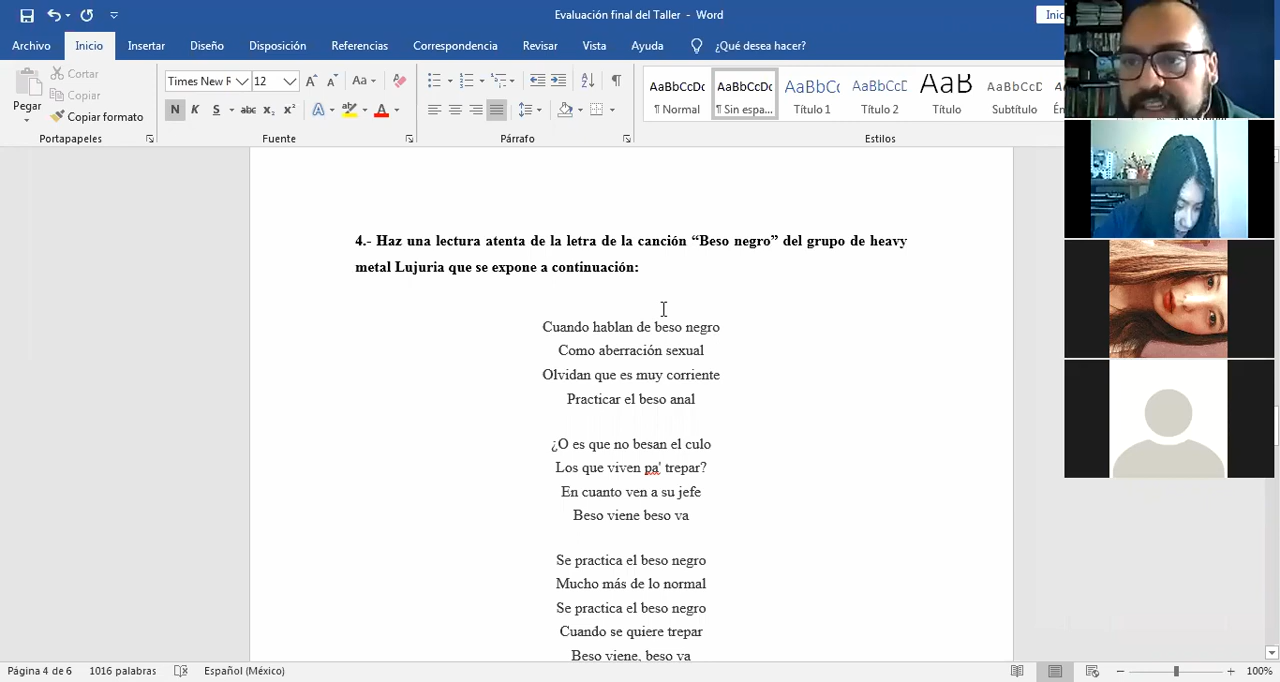 Evaluación final del Taller - Word
Inic
Archivo Inicio Insertar Diseño Disposición Referencias Correspondencia Revisar Vista Ayuda ¿Qué desea hacer?
Pegar
Cortar
Copiar
Copiar formato
Portapapeles
Times New R 12
Aa
N K S abc x₂ x² A A
Fuente
Párrafo
AaBbCcDc AaBbCcDc AaBbCc AaBbCcD AaB AaBbCcD
¶ Normal ¶ Sin espa... Título 1 Título 2 Título Subtítulo
Estilos
4.- Haz una lectura atenta de la letra de la canción “Beso negro” del grupo de heavy
metal Lujuria que se expone a continuación:
Cuando hablan de beso negro
Como aberración sexual
Olvidan que es muy corriente
Practicar el beso anal
¿O es que no besan el culo
Los que viven pa' trepar?
En cuanto ven a su jefe
Beso viene beso va
Se practica el beso negro
Mucho más de lo normal
Se practica el beso negro
Cuando se quiere trepar
Beso viene, beso va
Página 4 de 6 1016 palabras Español (México) 100%